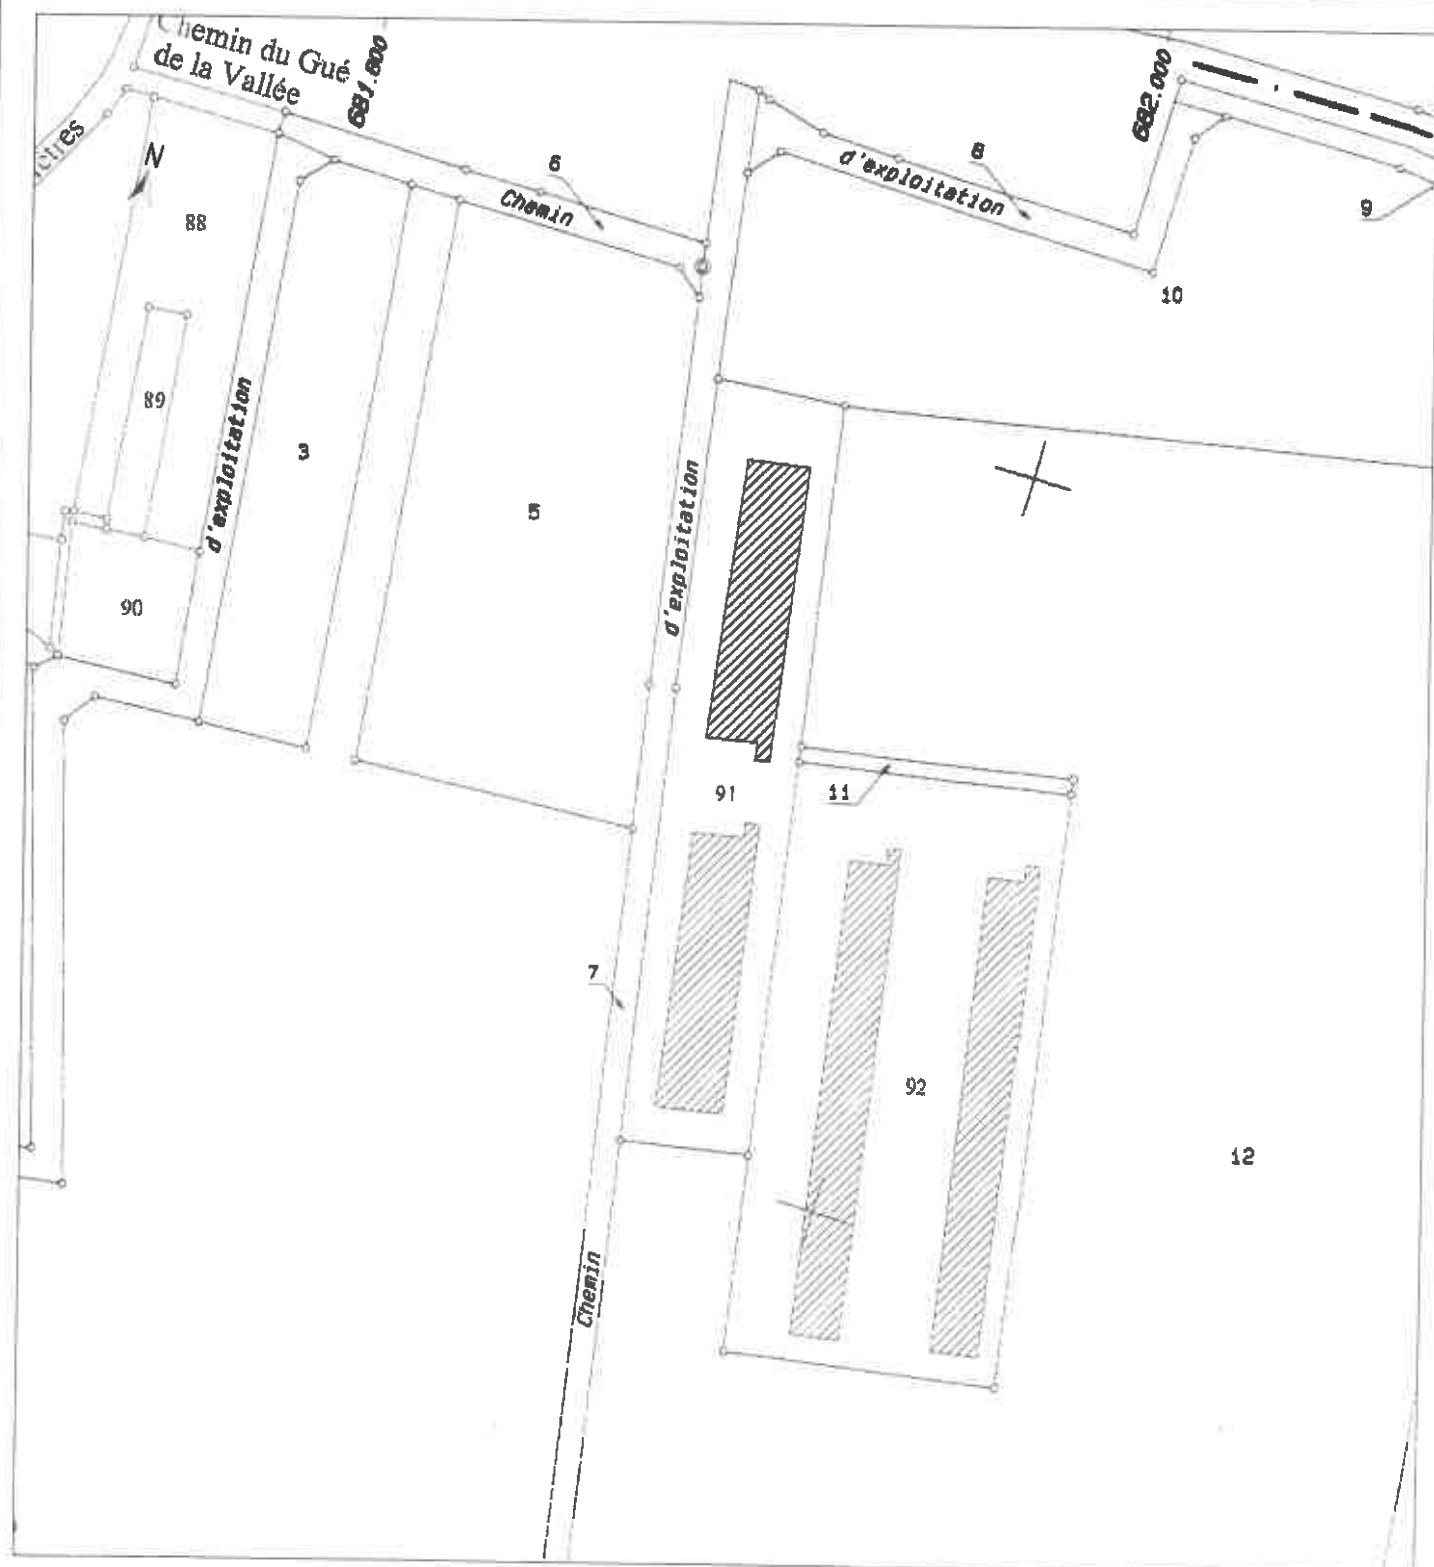 Chemin du Gué
de la Vallée
681.800
682.000
N
6
Chemin
8
d'exploitation
9
10
88
89
d'exploitation
3
5
d'exploitation
90
91
11
7
92
12
Chemin